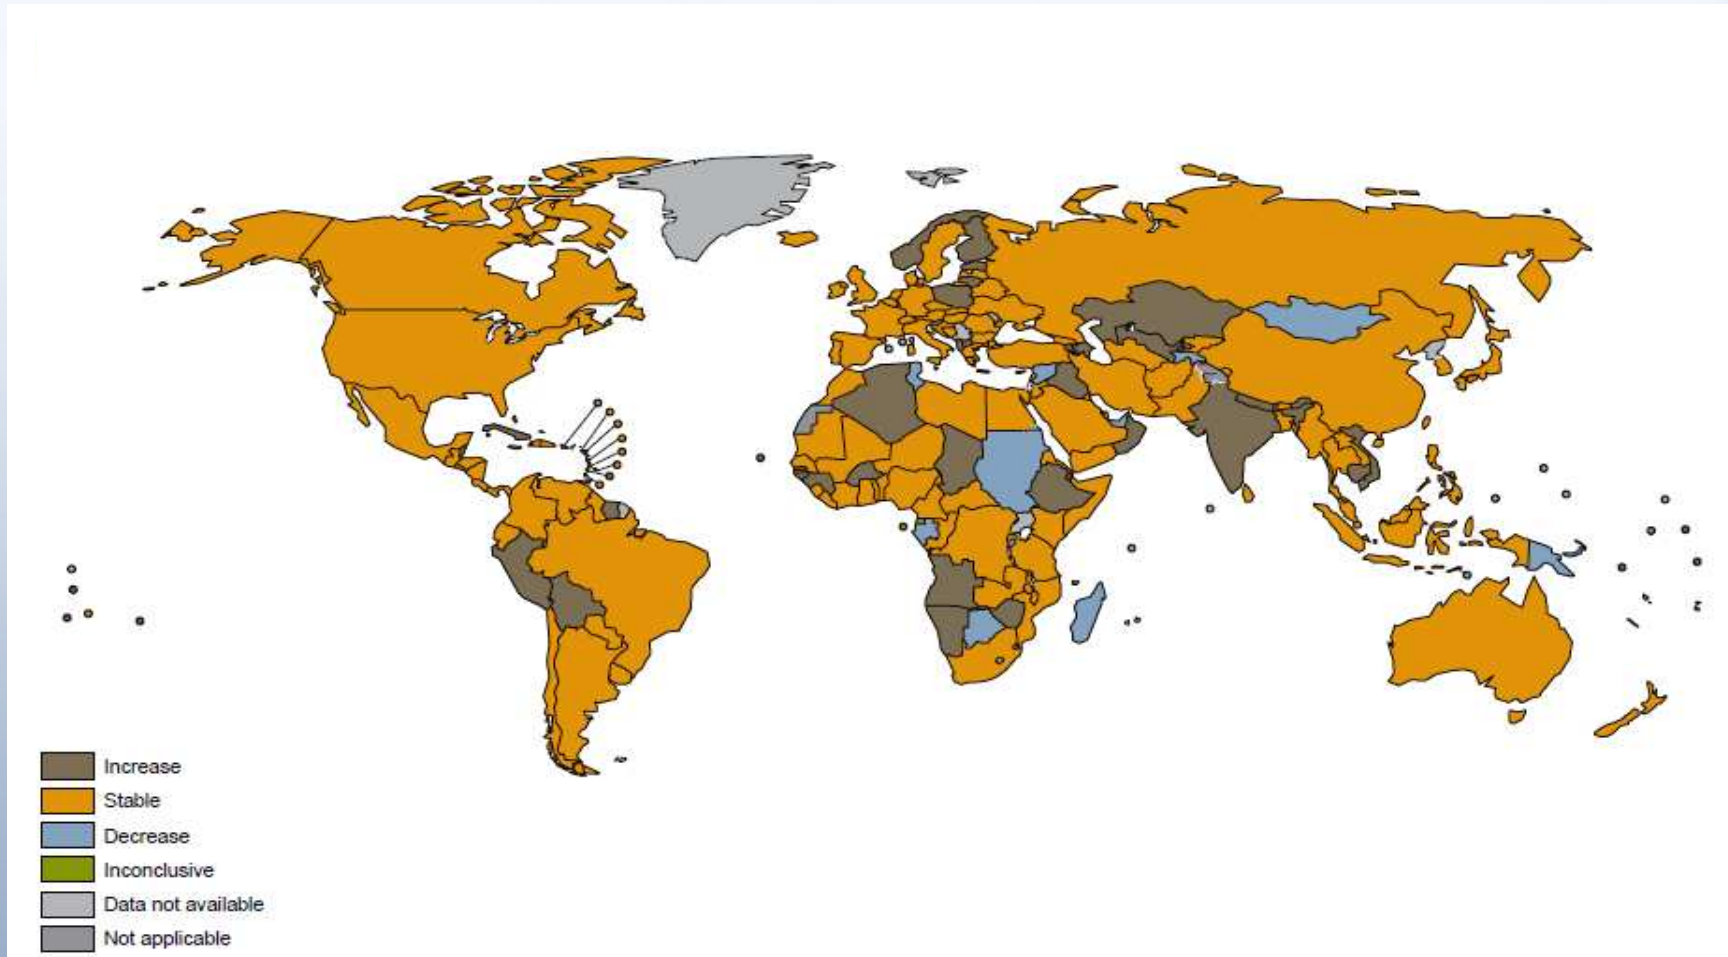 Increase
Stable
Decrease
Inconclusive
Data not available
Not applicable